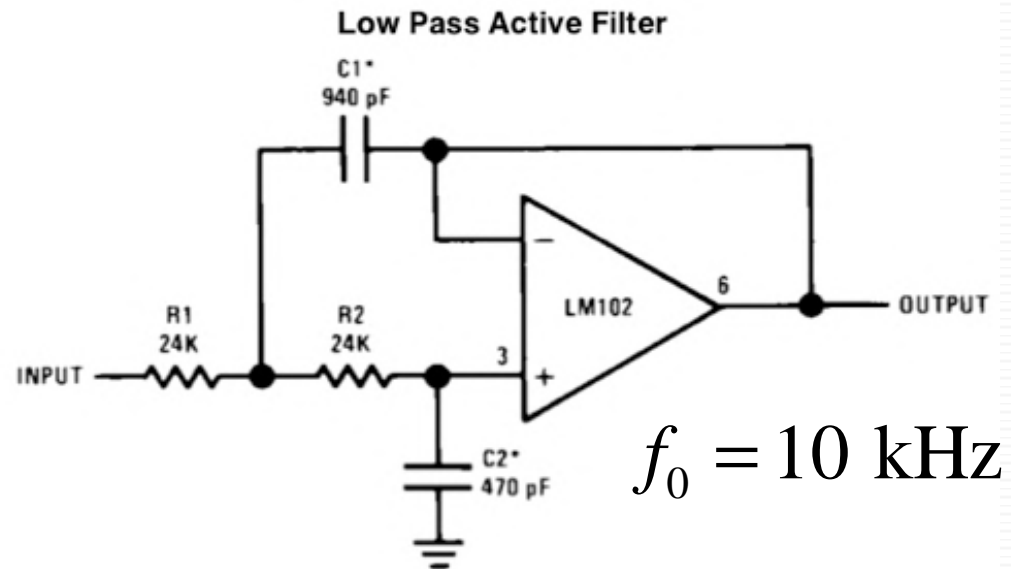 Low Pass Active Filter
C1*
940 pF
−
LM102
6
OUTPUT
R1
24K
R2
24K
3
INPUT
+
C2*
470 pF
f₀ = 10 kHz